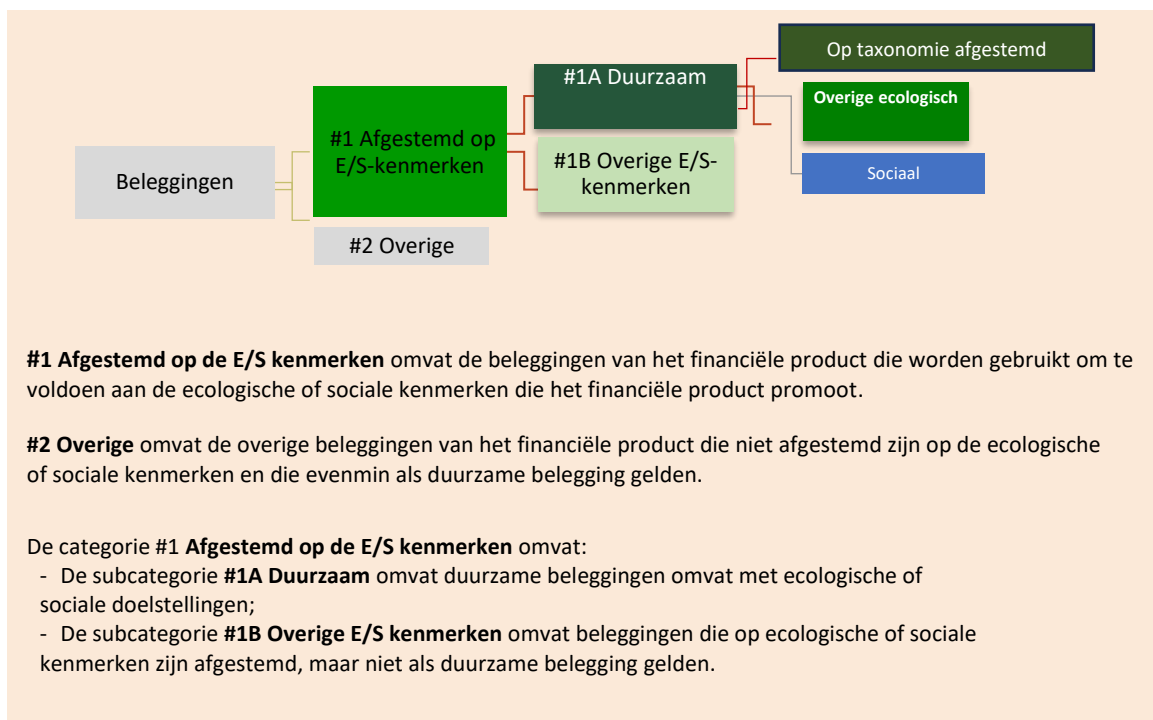 Op taxonomie afgestemd
#1A Duurzaam
Overige ecologisch
#1 Afgestemd op
E/S-kenmerken
#1B Overige E/S-
kenmerken
Sociaal
Beleggingen
#2 Overige
#1 Afgestemd op de E/S kenmerken omvat de beleggingen van het financiële product die worden gebruikt om te
voldoen aan de ecologische of sociale kenmerken die het financiële product promoot.
#2 Overige omvat de overige beleggingen van het financiële product die niet afgestemd zijn op de ecologische
of sociale kenmerken en die evenmin als duurzame belegging gelden.
De categorie #1 Afgestemd op de E/S kenmerken omvat:
- De subcategorie #1A Duurzaam omvat duurzame beleggingen omvat met ecologische of
sociale doelstellingen;
- De subcategorie #1B Overige E/S kenmerken omvat beleggingen die op ecologische of sociale
kenmerken zijn afgestemd, maar niet als duurzame belegging gelden.